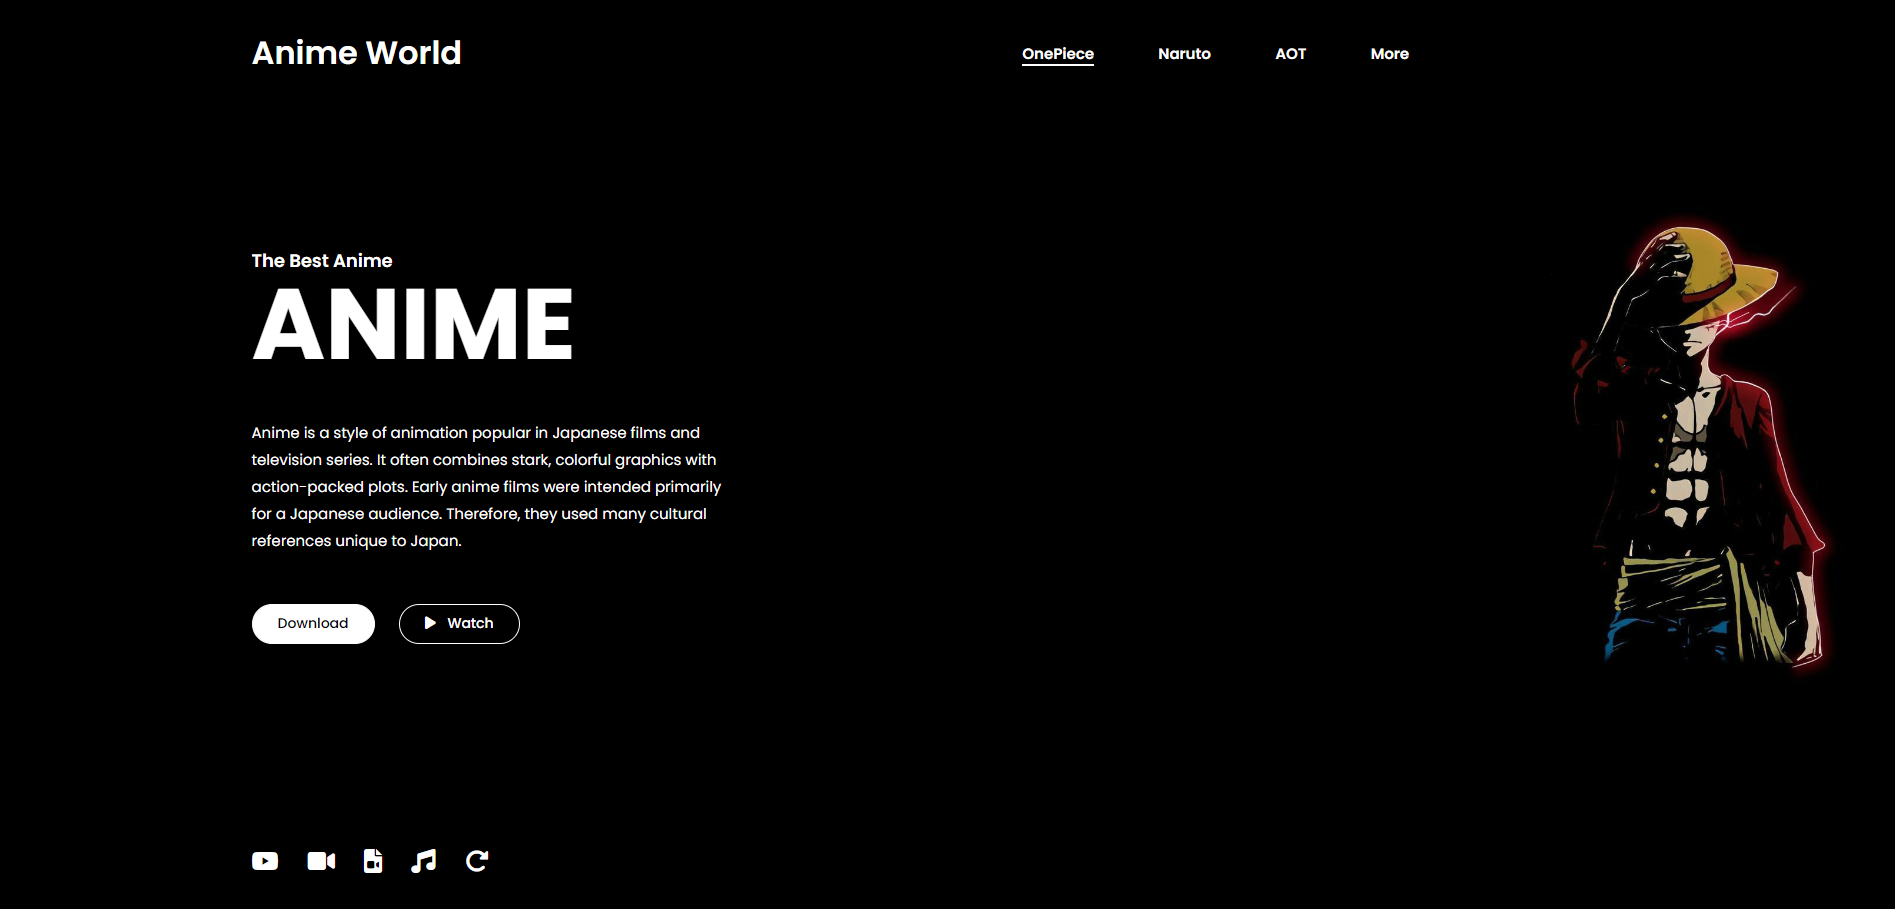 Anime World
OnePiece
Naruto
AOT
More
The Best Anime
ANIME
Anime is a style of animation popular in Japanese films and
television series. It often combines stark, colorful graphics with
action-packed plots. Early anime films were intended primarily
for a Japanese audience. Therefore, they used many cultural
references unique to Japan.
Download
Watch